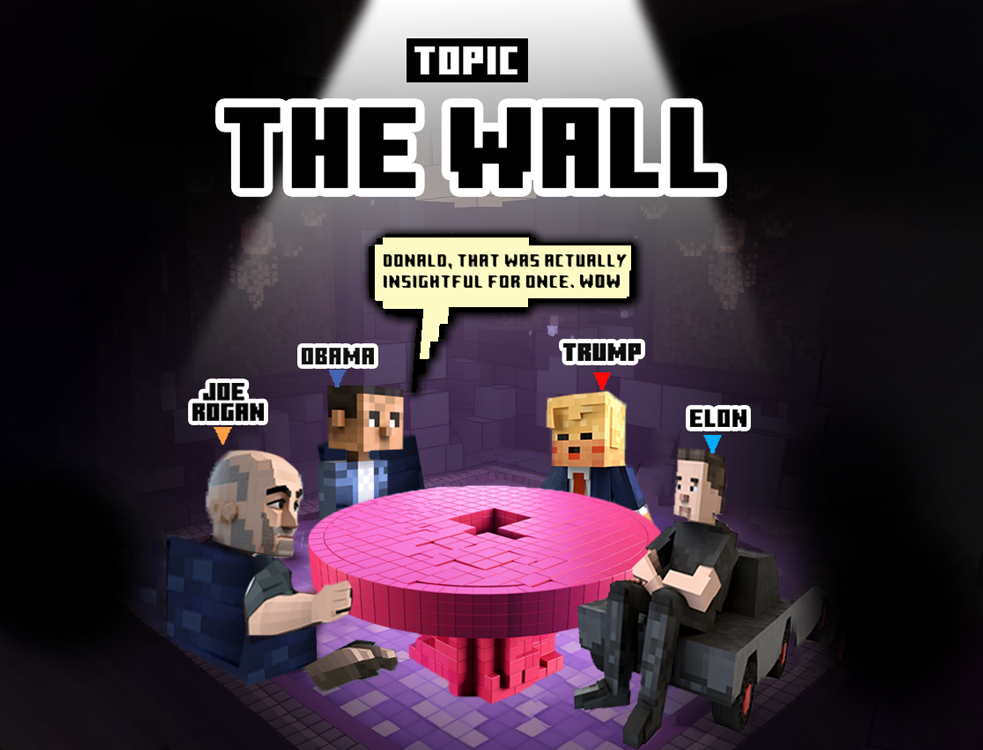 TOPIC
THE WALL
DONALD, THAT WAS ACTUALLY
INSIGHTFUL FOR ONCE. WOW
OBAMA
TRUMP
JOE
ROGAN
ELON